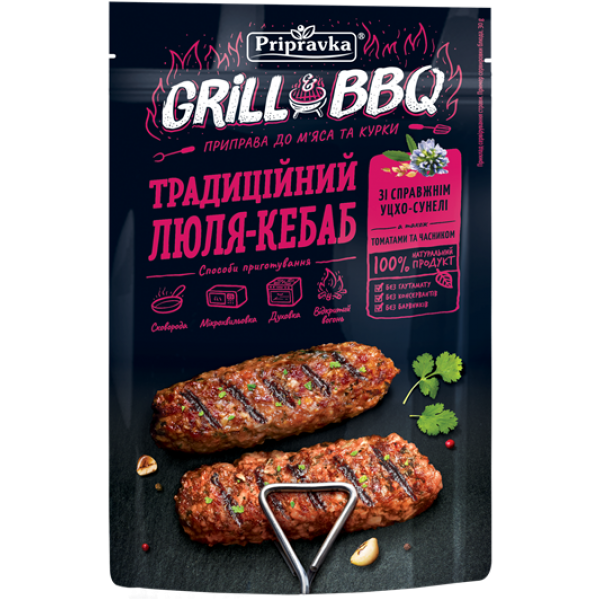 Pripravka®
GRILL & BBQ
ПРИПРАВА ДО М'ЯСА ТА КУРКИ
ТРАДИЦІЙНИЙ
ЛЮЛЯ-КЕБАБ
Способи приготування
Сковорода
Мікрохвильовка
Духовка
Відкритий
вогонь
ЗІ СПРАВЖНІМ
УЦХО-СУНЕЛІ
а також
ТОМАТАМИ ТА ЧАСНИКОМ
100% НАТУРАЛЬНИЙ
ПРОДУКТ
БЕЗ ГЛУТАМАТУ
БЕЗ КОНСЕРВАНТІВ
БЕЗ БАРВНИКІВ